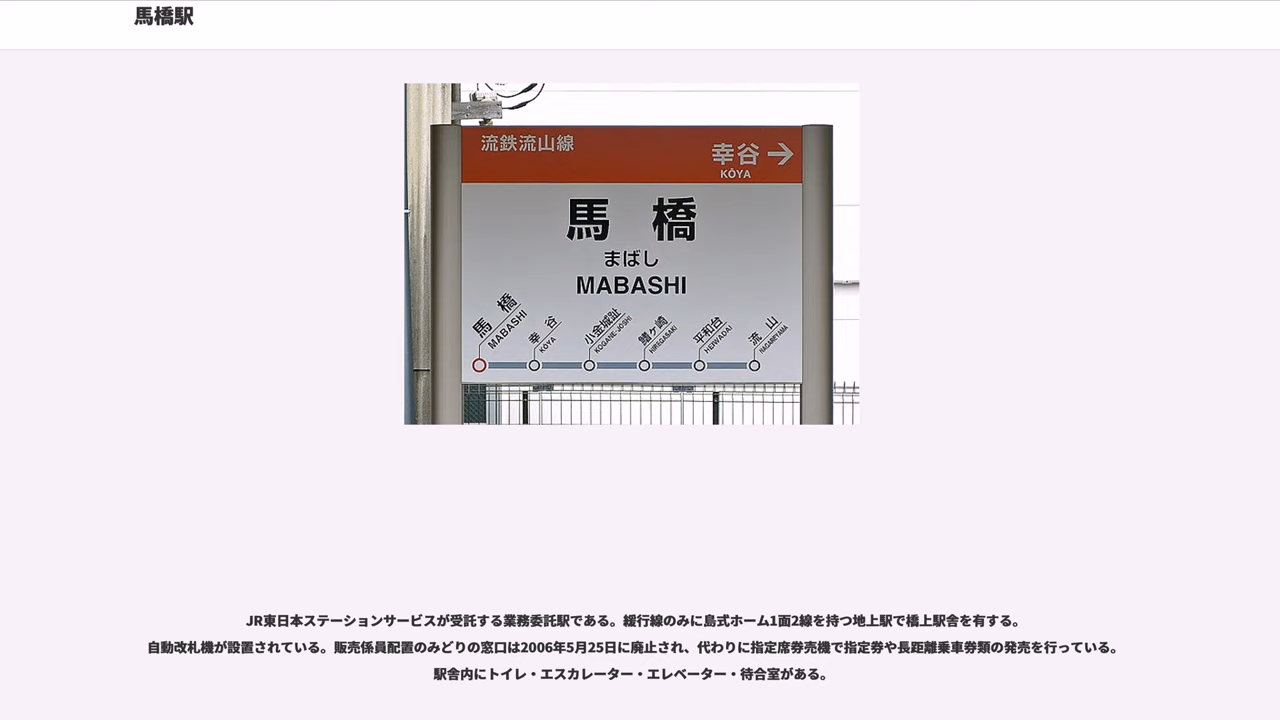 馬橋駅
流鉄流山線
幸谷→
KŌYA
馬 橋
まばし
MABASHI
馬 橋
MABASHI
幸 谷
KŌYA
小金城趾
KOGANE-JŌSHI
鰭ヶ崎
HIREGASAKI
平和台
HEIWADAI
流 山
NAGAREYAMA
JR東日本ステーションサービスが受託する業務委託駅である。緩行線のみに島式ホーム1面2線を持つ地上駅で橋上駅舎を有する。
自動改札機が設置されている。販売係員配置のみどりの窓口は2006年5月25日に廃止され、代わりに指定席券売機で指定券や長距離乗車券類の発売を行っている。
駅舎内にトイレ・エスカレーター・エレベーター・待合室がある。